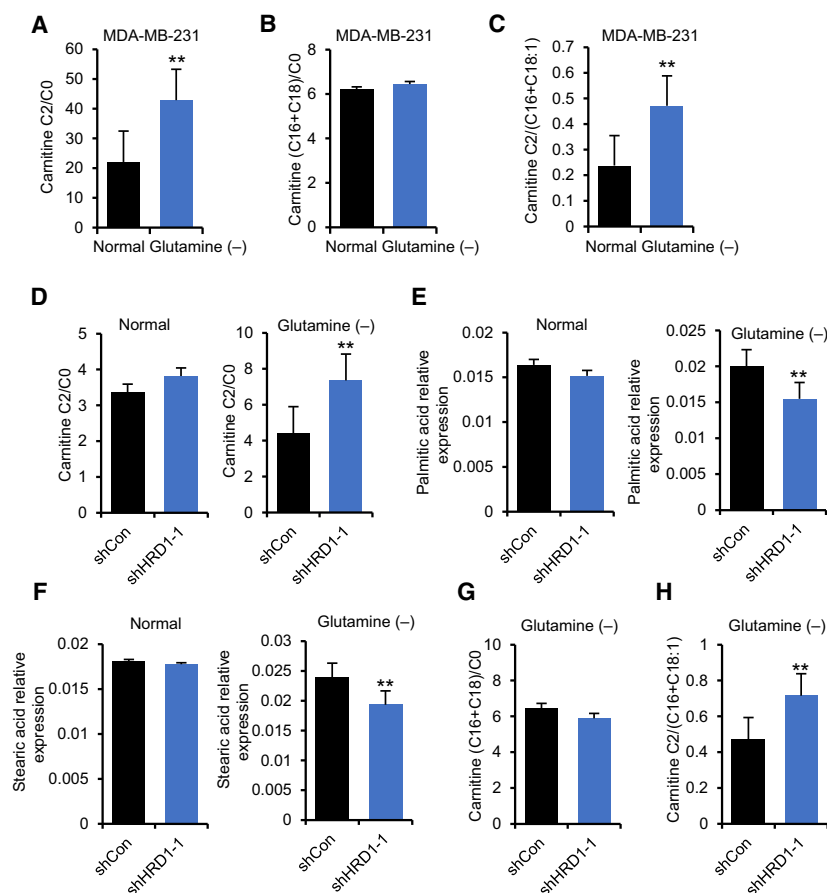 A
MDA-MB-231
**
Carnitine C2/C0
60
50
40
30
20
10
0
Normal Glutamine (–)
B
MDA-MB-231
Carnitine (C16+C18)/C0
8
6
4
2
0
Normal Glutamine (–)
C
MDA-MB-231
**
Carnitine C2/(C16+C18:1)
0.7
0.6
0.5
0.4
0.3
0.2
0.1
0
Normal Glutamine (–)
D
Normal
Carnitine C2/C0
5
4
3
2
1
0
shCon
shHRD1-1
Glutamine (–)
**
Carnitine C2/C0
10
8
6
4
2
0
shCon
shHRD1-1
E
Normal
Palmitic acid relative
expression
0.02
0.015
0.01
0.005
0
shCon
shHRD1-1
Glutamine (–)
**
Palmitic acid relative
expression
0.025
0.02
0.015
0.01
0.005
0
shCon
shHRD1-1
F
Normal
Stearic acid relative
expression
0.02
0.015
0.01
0.005
0
shCon
shHRD1-1
Glutamine (–)
**
Stearic acid relative
expression
0.03
0.025
0.02
0.015
0.01
0.005
0
shCon
shHRD1-1
G
Glutamine (–)
Carnitine (C16+C18)/C0
10
8
6
4
2
0
shCon
shHRD1-1
H
Glutamine (–)
**
Carnitine C2/(C16+C18:1)
1
0.8
0.6
0.4
0.2
0
shCon
shHRD1-1